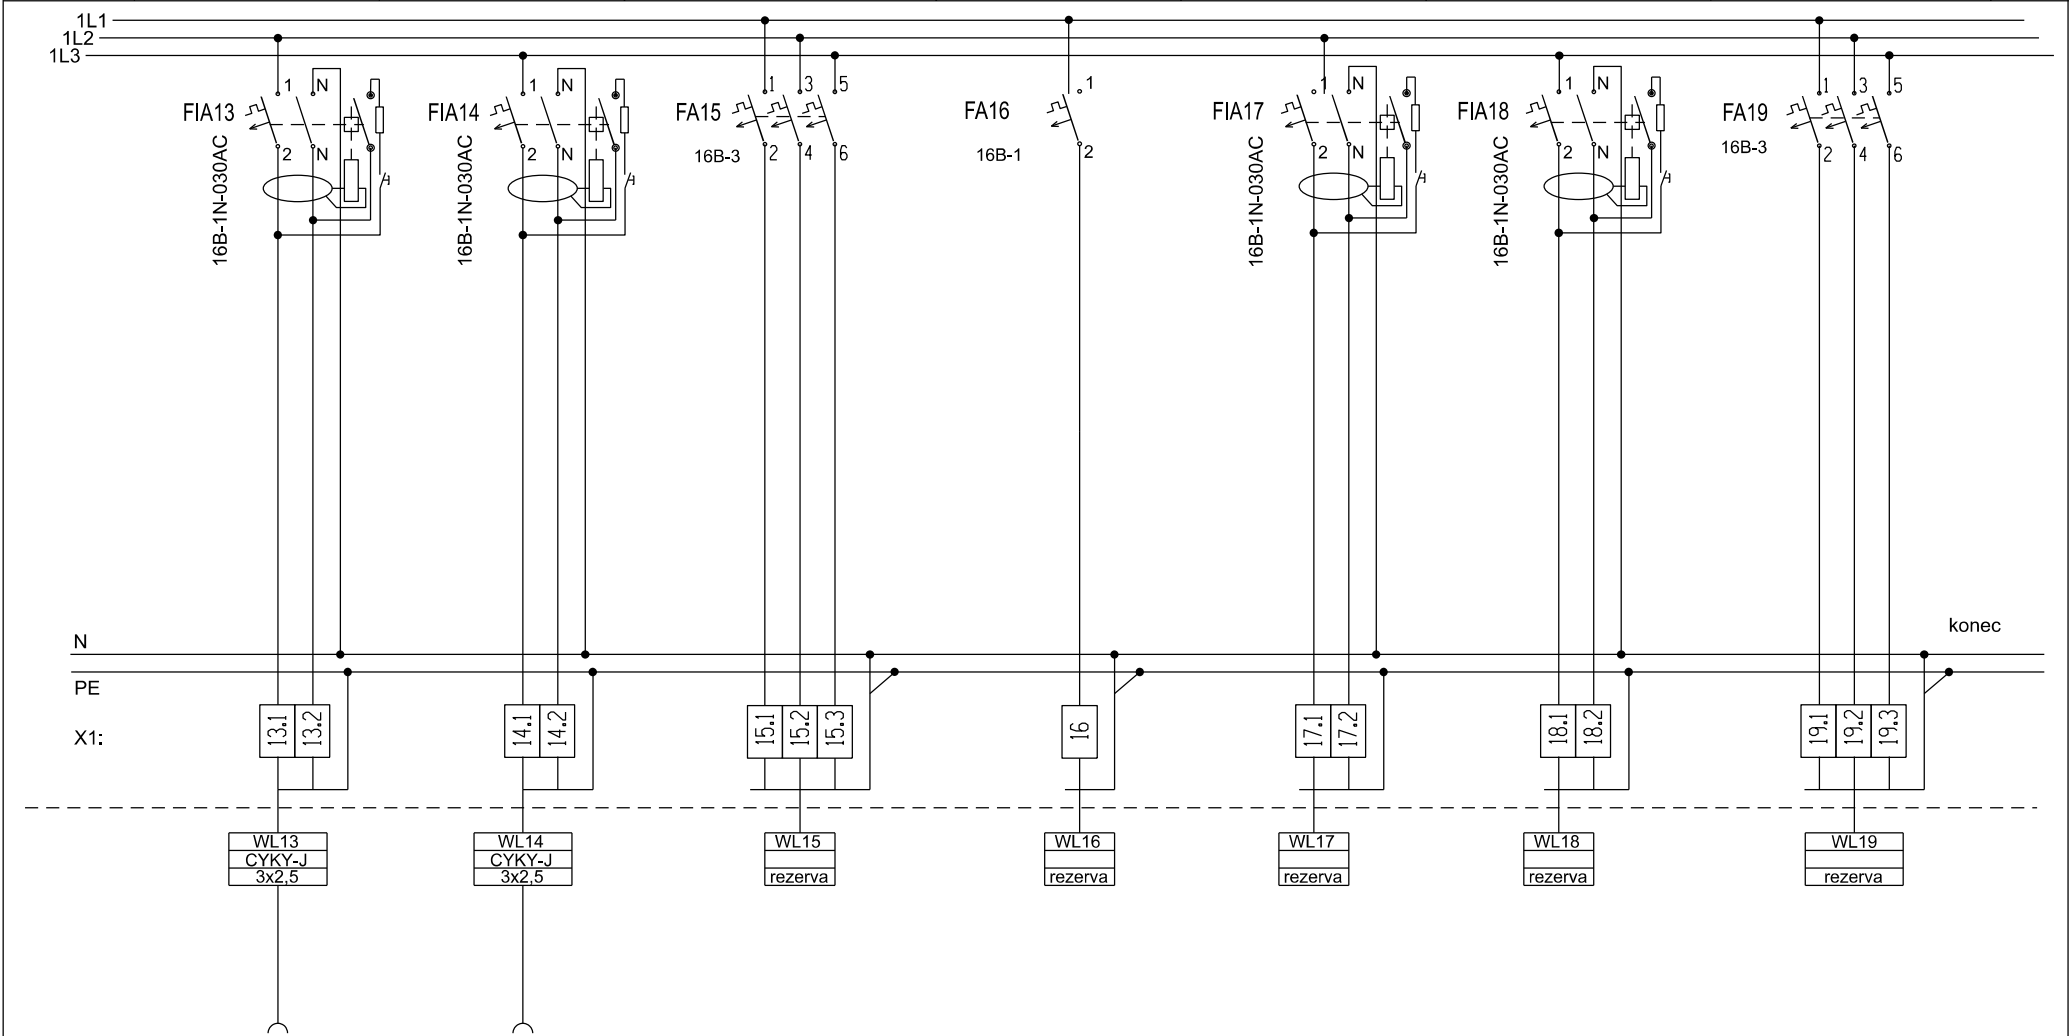 1L1
1L2
1L3
FIA13
16B-1N-030AC
1
N
2
N
FIA14
16B-1N-030AC
1
N
2
N
FA15
16B-3
1
3
5
2
4
6
FA16
16B-1
1
2
FIA17
16B-1N-030AC
1
N
2
N
FIA18
16B-1N-030AC
1
N
2
N
FA19
16B-3
1
3
5
2
4
6
N
konec
PE
X1:
13.1
13.2
14.1
14.2
15.1
15.2
15.3
16
17.1
17.2
18.1
18.2
19.1
19.2
19.3
WL13
CYKY-J
3x2,5
WL14
CYKY-J
3x2,5
WL15
rezerva
WL16
rezerva
WL17
rezerva
WL18
rezerva
WL19
rezerva